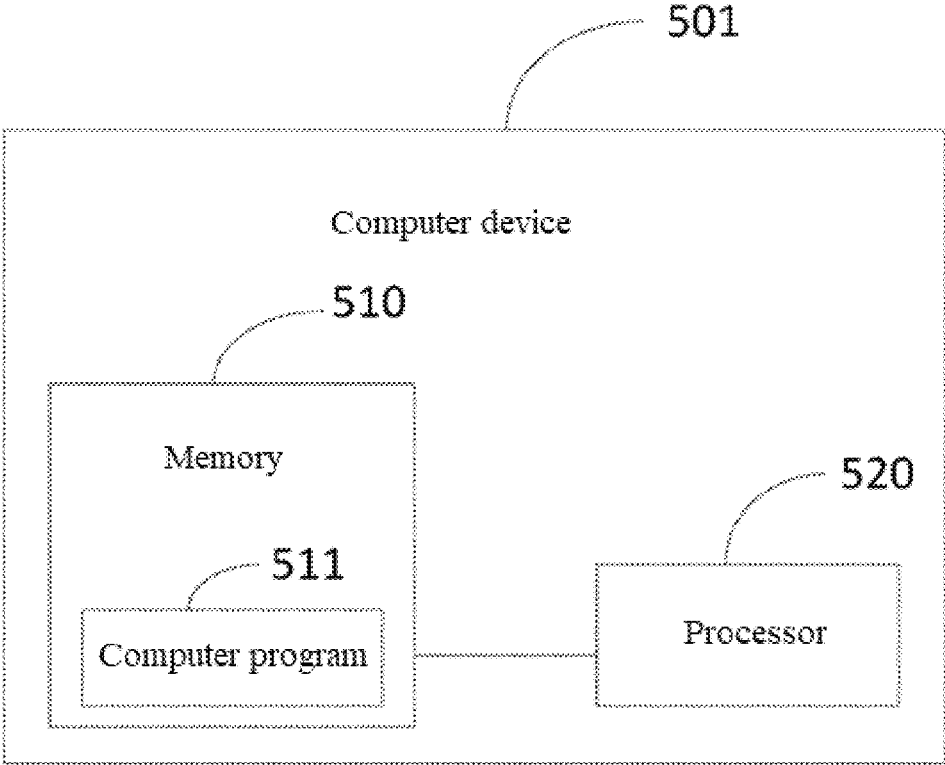 501
Computer device
510
Memory
520
511
Computer program
Processor